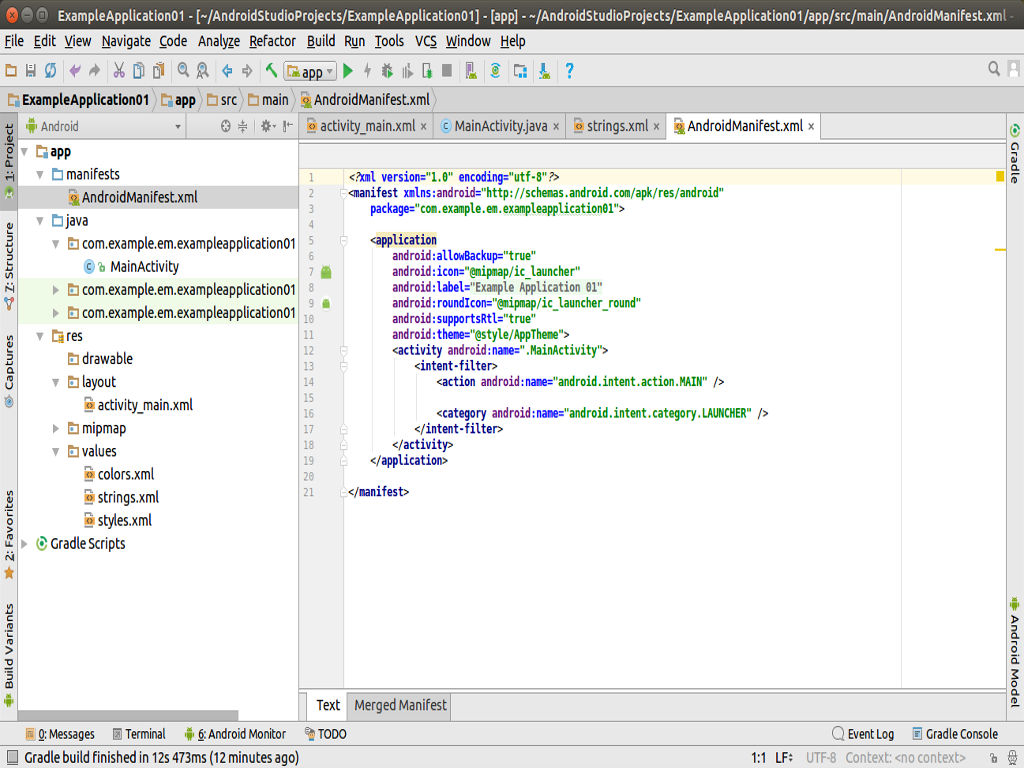 ExampleApplication01 - [~/AndroidStudioProjects/ExampleApplication01] - [app] - ~/AndroidStudioProjects/ExampleApplication01/app/src/main/AndroidManifest.xml -
File Edit View Navigate Code Analyze Refactor Build Run Tools VCS Window Help
app
ExampleApplication01 app src main AndroidManifest.xml
Android
activity_main.xml × MainActivity.java × strings.xml × AndroidManifest.xml ×
1: Project
Z: Structure
Captures
2: Favorites
Build Variants
app
manifests
AndroidManifest.xml
java
com.example.em.exampleapplication01
MainActivity
com.example.em.exampleapplication01
com.example.em.exampleapplication01
res
drawable
layout
activity_main.xml
mipmap
values
colors.xml
strings.xml
styles.xml
Gradle Scripts
1 <?xml version="1.0" encoding="utf-8"?>
2 <manifest xmlns:android="http://schemas.android.com/apk/res/android"
3 package="com.example.em.exampleapplication01">
4
5 <application
6 android:allowBackup="true"
7 android:icon="@mipmap/ic_launcher"
8 android:label="Example Application 01"
9 android:roundIcon="@mipmap/ic_launcher_round"
10 android:supportsRtl="true"
11 android:theme="@style/AppTheme">
12 <activity android:name=".MainActivity">
13 <intent-filter>
14 <action android:name="android.intent.action.MAIN" />
15
16 <category android:name="android.intent.category.LAUNCHER" />
17 </intent-filter>
18 </activity>
19 </application>
20
21 </manifest>
Gradle
Android Model
Text Merged Manifest
0: Messages Terminal 6: Android Monitor TODO Event Log Gradle Console
Gradle build finished in 12s 473ms (12 minutes ago) 1:1 LF÷ UTF-8 Context: <no context>